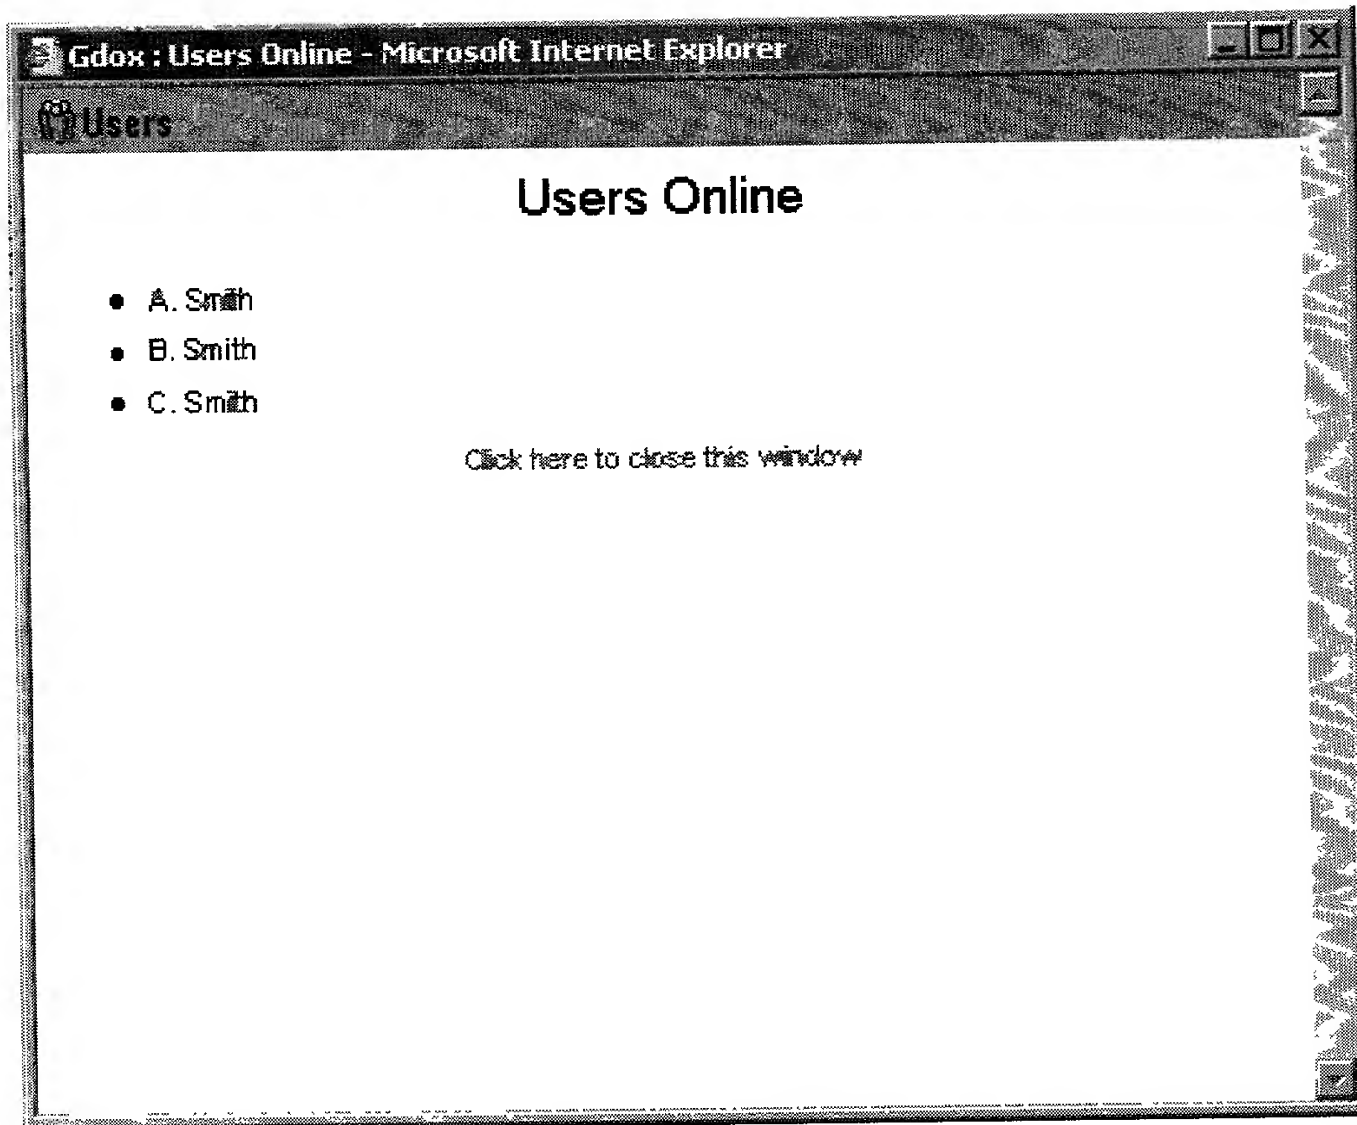 Gdox : Users Online - Microsoft Internet Explorer
Users
Users Online
• A. Smith
• B. Smith
• C. Smith
Click here to close this window